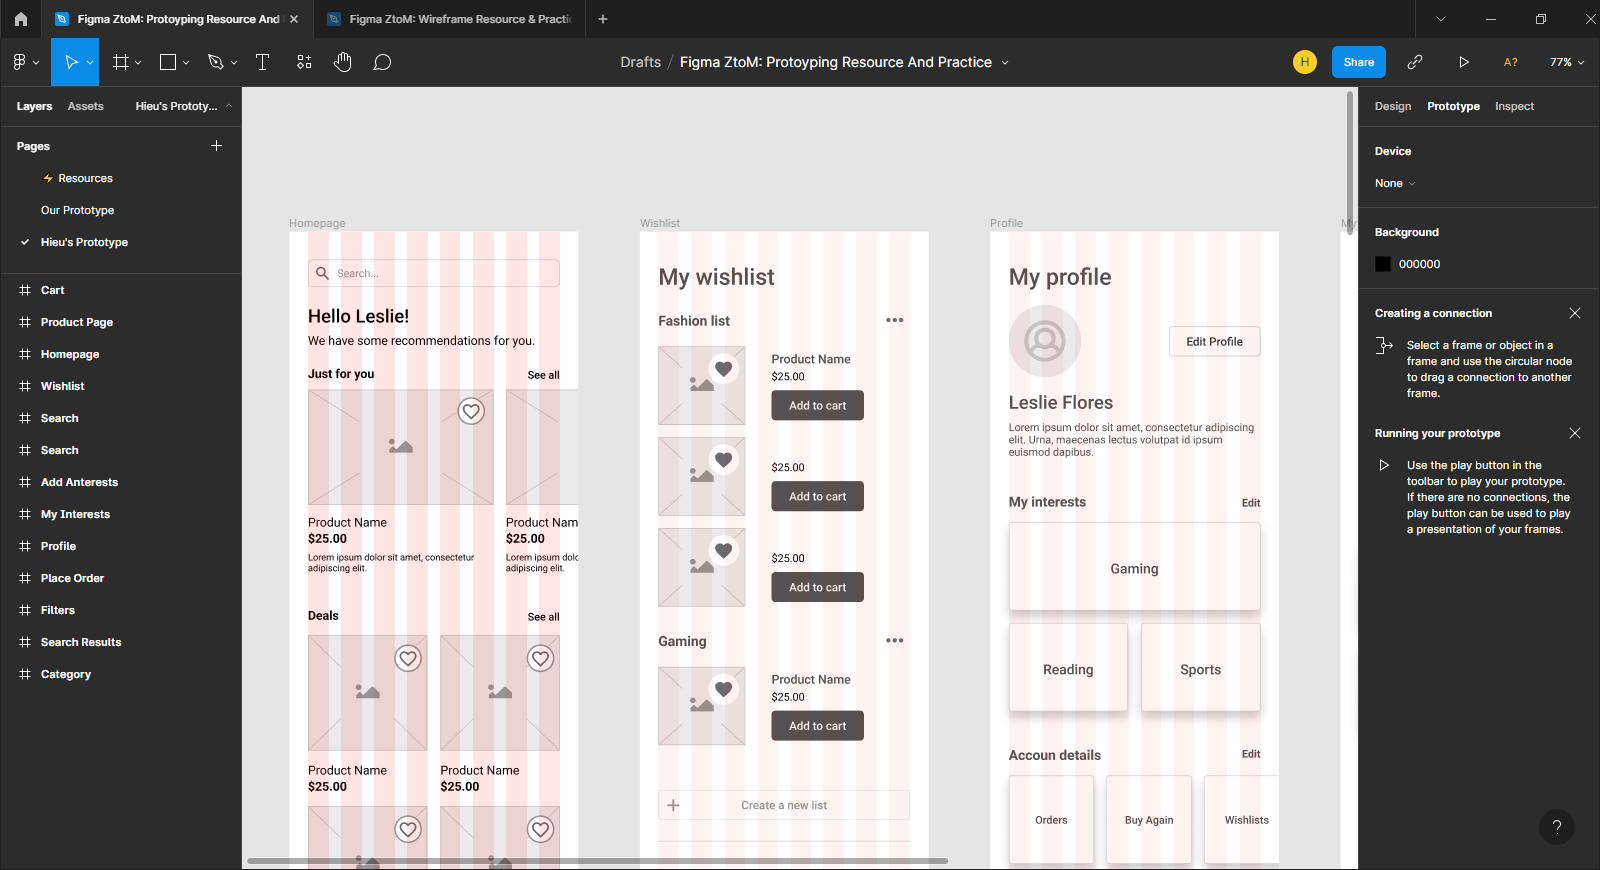 Figma ZtoM: Protoyping Resource And
Figma ZtoM: Wireframe Resource & Practic
Drafts / Figma ZtoM: Protoyping Resource And Practice
H
Share
A?
77%
Layers
Assets
Hieu's Prototy...
Pages
Resources
Our Prototype
Hieu's Prototype
Cart
Product Page
Homepage
Wishlist
Search
Search
Add Anterests
My Interests
Profile
Place Order
Filters
Search Results
Category
Homepage
Search...
Hello Leslie!
We have some recommendations for you.
Just for you
See all
Product Name
$25.00
Lorem ipsum dolor sit amet, consectetur
adipiscing elit.
Product Nam
$25.00
Lorem ipsum dolc
adipiscing elit.
Deals
See all
Product Name
$25.00
Product Name
$25.00
Wishlist
My wishlist
Fashion list
Product Name
$25.00
Add to cart
$25.00
Add to cart
$25.00
Add to cart
Gaming
Product Name
$25.00
Add to cart
Create a new list
Profile
My profile
Edit Profile
Leslie Flores
Lorem ipsum dolor sit amet, consectetur adipiscing
elit. Urna, maecenas lectus volutpat id ipsum
euismod dapibus.
My interests
Edit
Gaming
Reading
Sports
Accoun details
Edit
Orders
Buy Again
Wishlists
My
Design
Prototype
Inspect
Device
None
Background
000000
Creating a connection
Select a frame or object in a
frame and use the circular node
to drag a connection to another
frame.
Running your prototype
Use the play button in the
toolbar to play your prototype.
If there are no connections, the
play button can be used to play
a presentation of your frames.
?